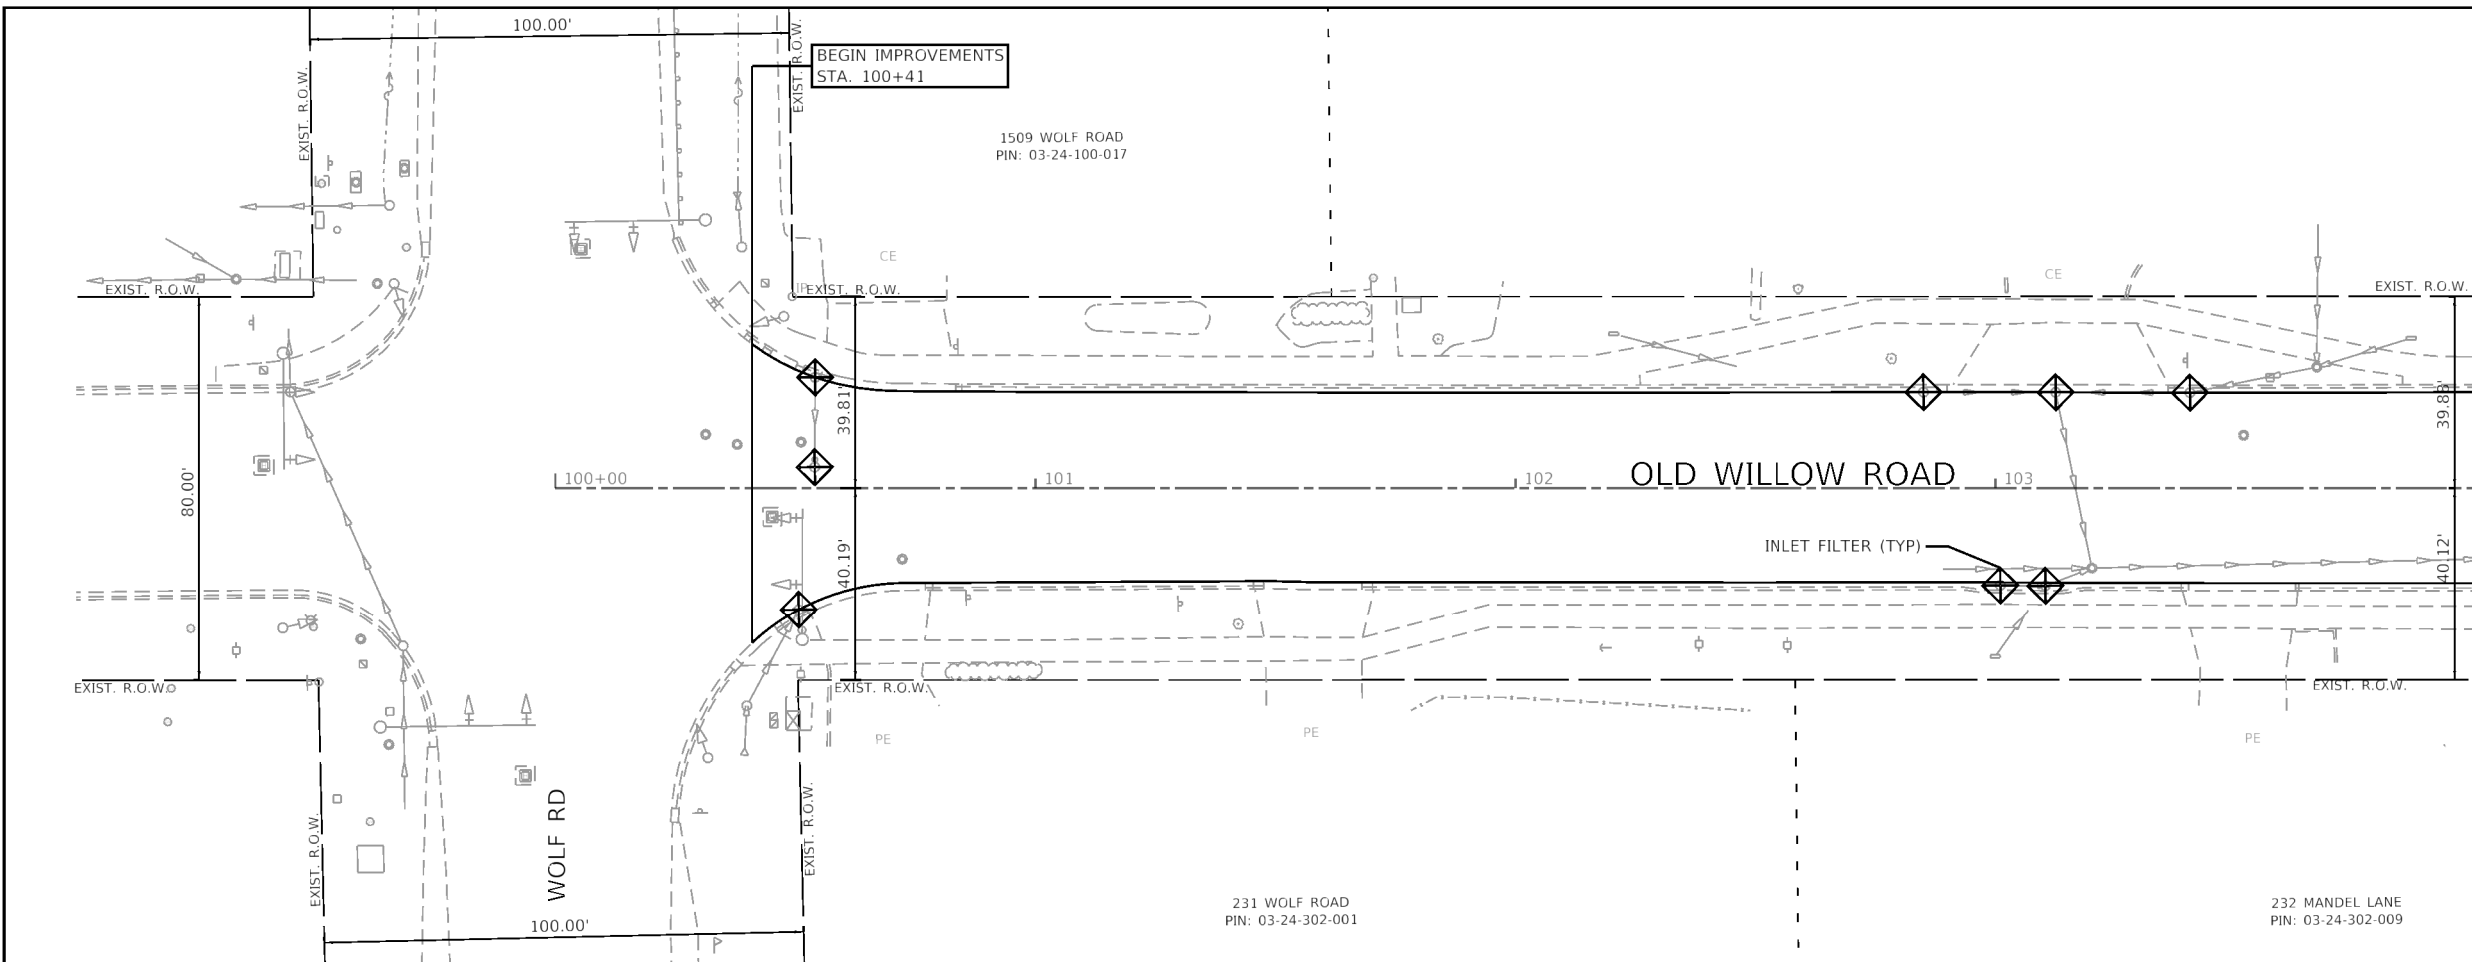 100.00'
EXIST. R.O.W.
EXIST. R.O.W.
BEGIN IMPROVEMENTS
STA. 100+41
1509 WOLF ROAD
PIN: 03-24-100-017
CE
CE
EXIST. R.O.W.
IP
EXIST. R.O.W.
EXIST. R.O.W.
39.81'
39.88'
80.00'
100+00
101
102
OLD WILLOW ROAD
103
INLET FILTER (TYP)
40.19'
40.12'
EXIST. R.O.W.
EXIST. R.O.W.
EXIST. R.O.W.
PE
PE
PE
WOLF RD
EXIST. R.O.W.
EXIST. R.O.W.
231 WOLF ROAD
PIN: 03-24-302-001
232 MANDEL LANE
PIN: 03-24-302-009
100.00'